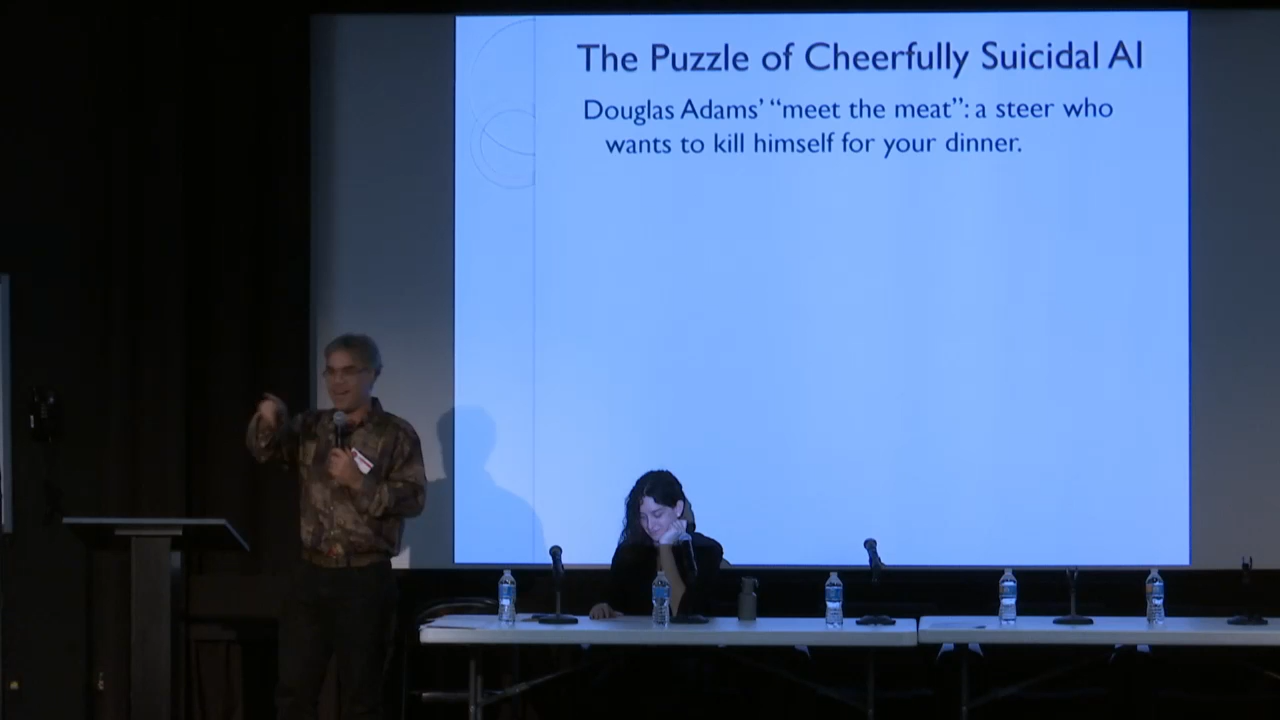 The Puzzle of Cheerfully Suicidal AI
Douglas Adams’ “meet the meat”: a steer who
wants to kill himself for your dinner.